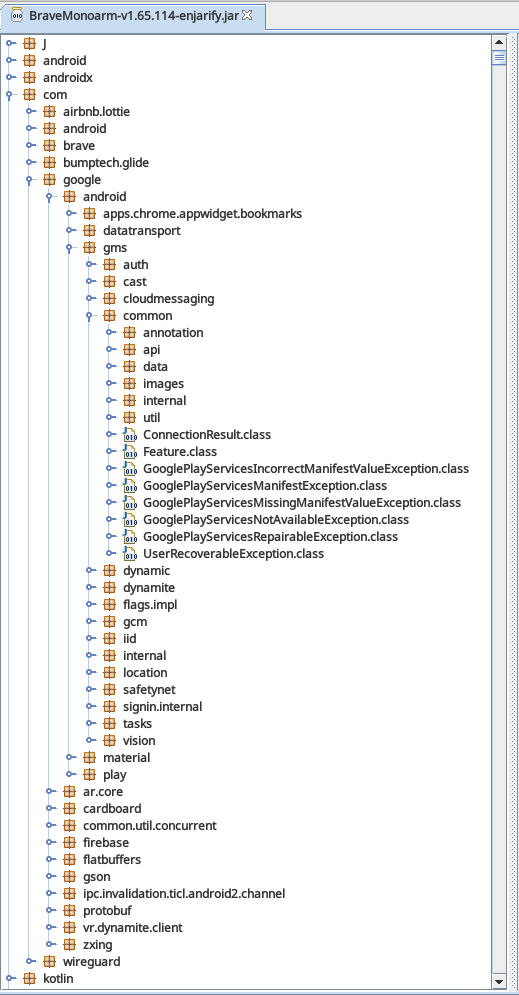 BraveMonoarm-v1.65.114-enjarify.jar
J
android
androidx
com
airbnb.lottie
android
brave
bumptech.glide
google
android
apps.chrome.appwidget.bookmarks
datatransport
gms
auth
cast
cloudmessaging
common
annotation
api
data
images
internal
util
ConnectionResult.class
Feature.class
GooglePlayServicesIncorrectManifestValueException.class
GooglePlayServicesManifestException.class
GooglePlayServicesMissingManifestValueException.class
GooglePlayServicesNotAvailableException.class
GooglePlayServicesRepairableException.class
UserRecoverableException.class
dynamic
dynamite
flags.impl
gcm
iid
internal
location
safetynet
signin.internal
tasks
vision
material
play
ar.core
cardboard
common.util.concurrent
firebase
flatbuffers
gson
ipc.invalidation.ticl.android2.channel
protobuf
vr.dynamite.client
zxing
wireguard
kotlin